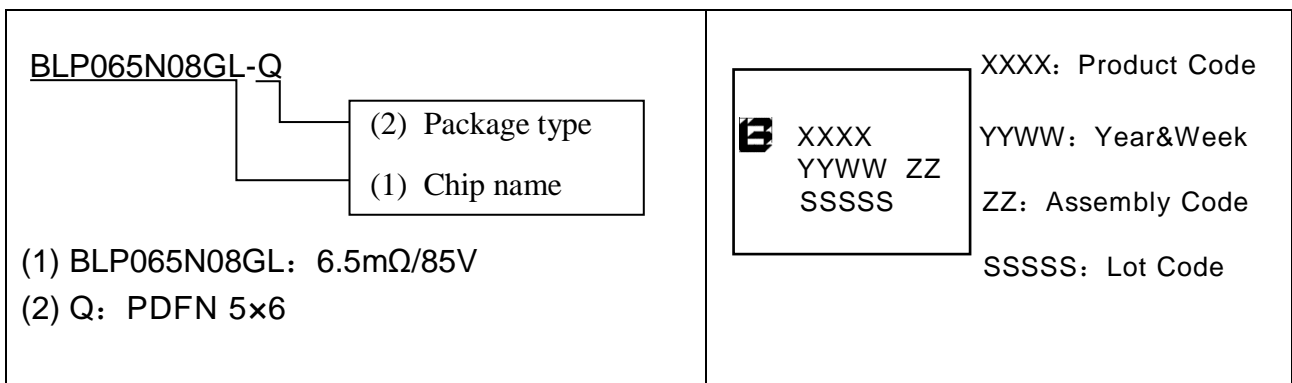 BLP065N08GL-Q
(2) Package type
(1) Chip name
(1) BLP065N08GL：6.5mΩ/85V
(2) Q：PDFN 5×6
XXXX
YYWW ZZ
SSSSS
XXXX：Product Code
YYWW：Year&Week
ZZ：Assembly Code
SSSSS：Lot Code